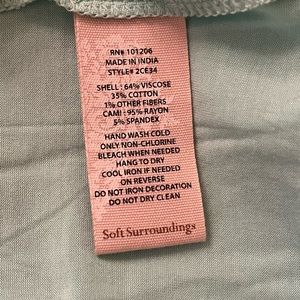 RN# 101206
MADE IN INDIA
STYLE# 2CE34
SHELL : 64% VISCOSE
35% COTTON
1% OTHER FIBERS
CAMI : 95% RAYON
5% SPANDEX
HAND WASH COLD
ONLY NON-CHLORINE
BLEACH WHEN NEEDED
HANG TO DRY
COOL IRON IF NEEDED
ON REVERSE
DO NOT IRON DECORATION
DO NOT DRY CLEAN
Soft Surroundings